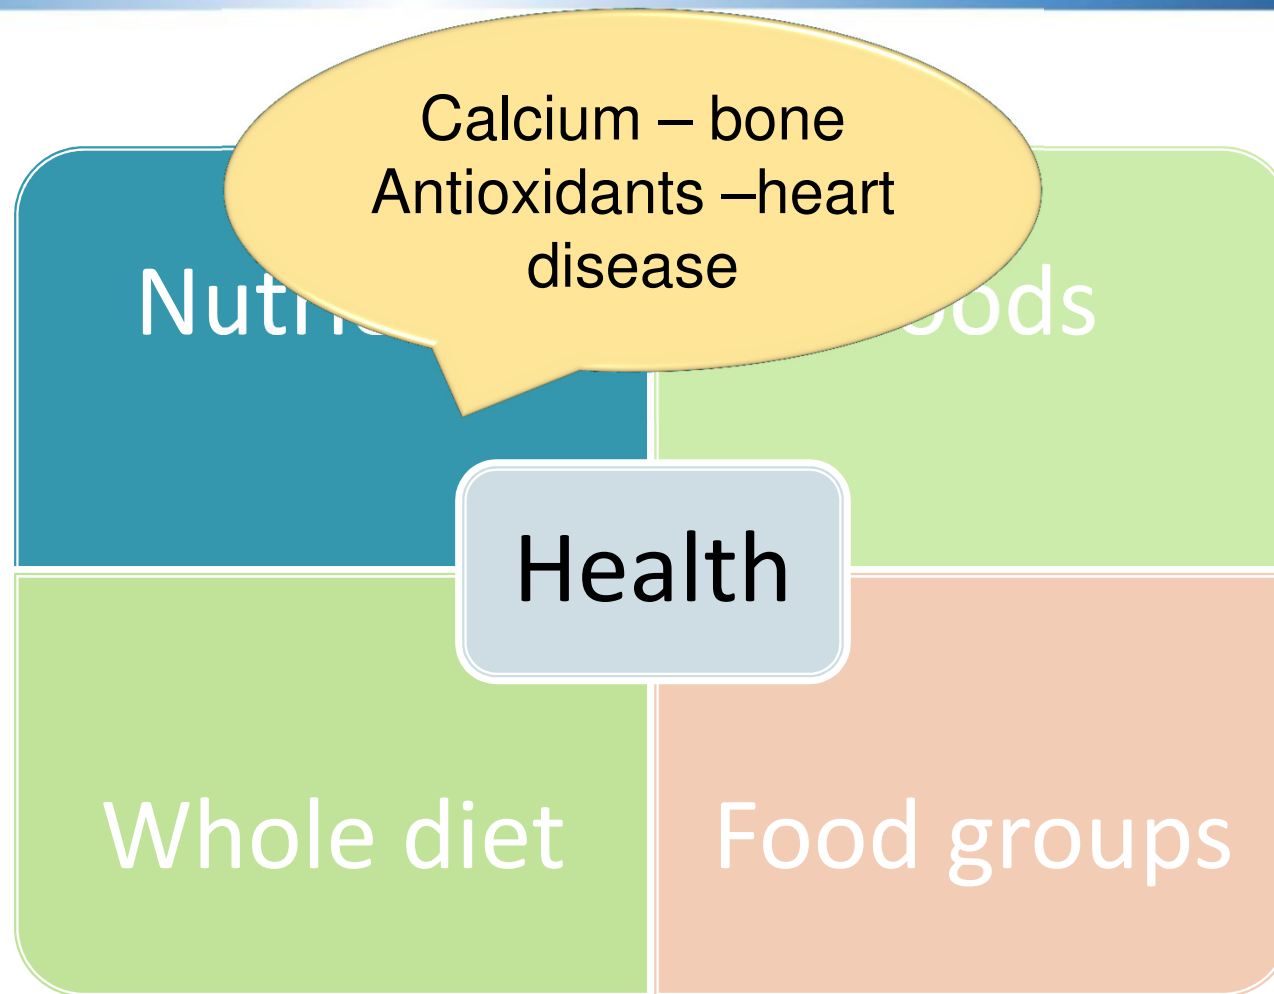 Calcium – bone
Antioxidants –heart
disease
Health
Whole diet
Food groups